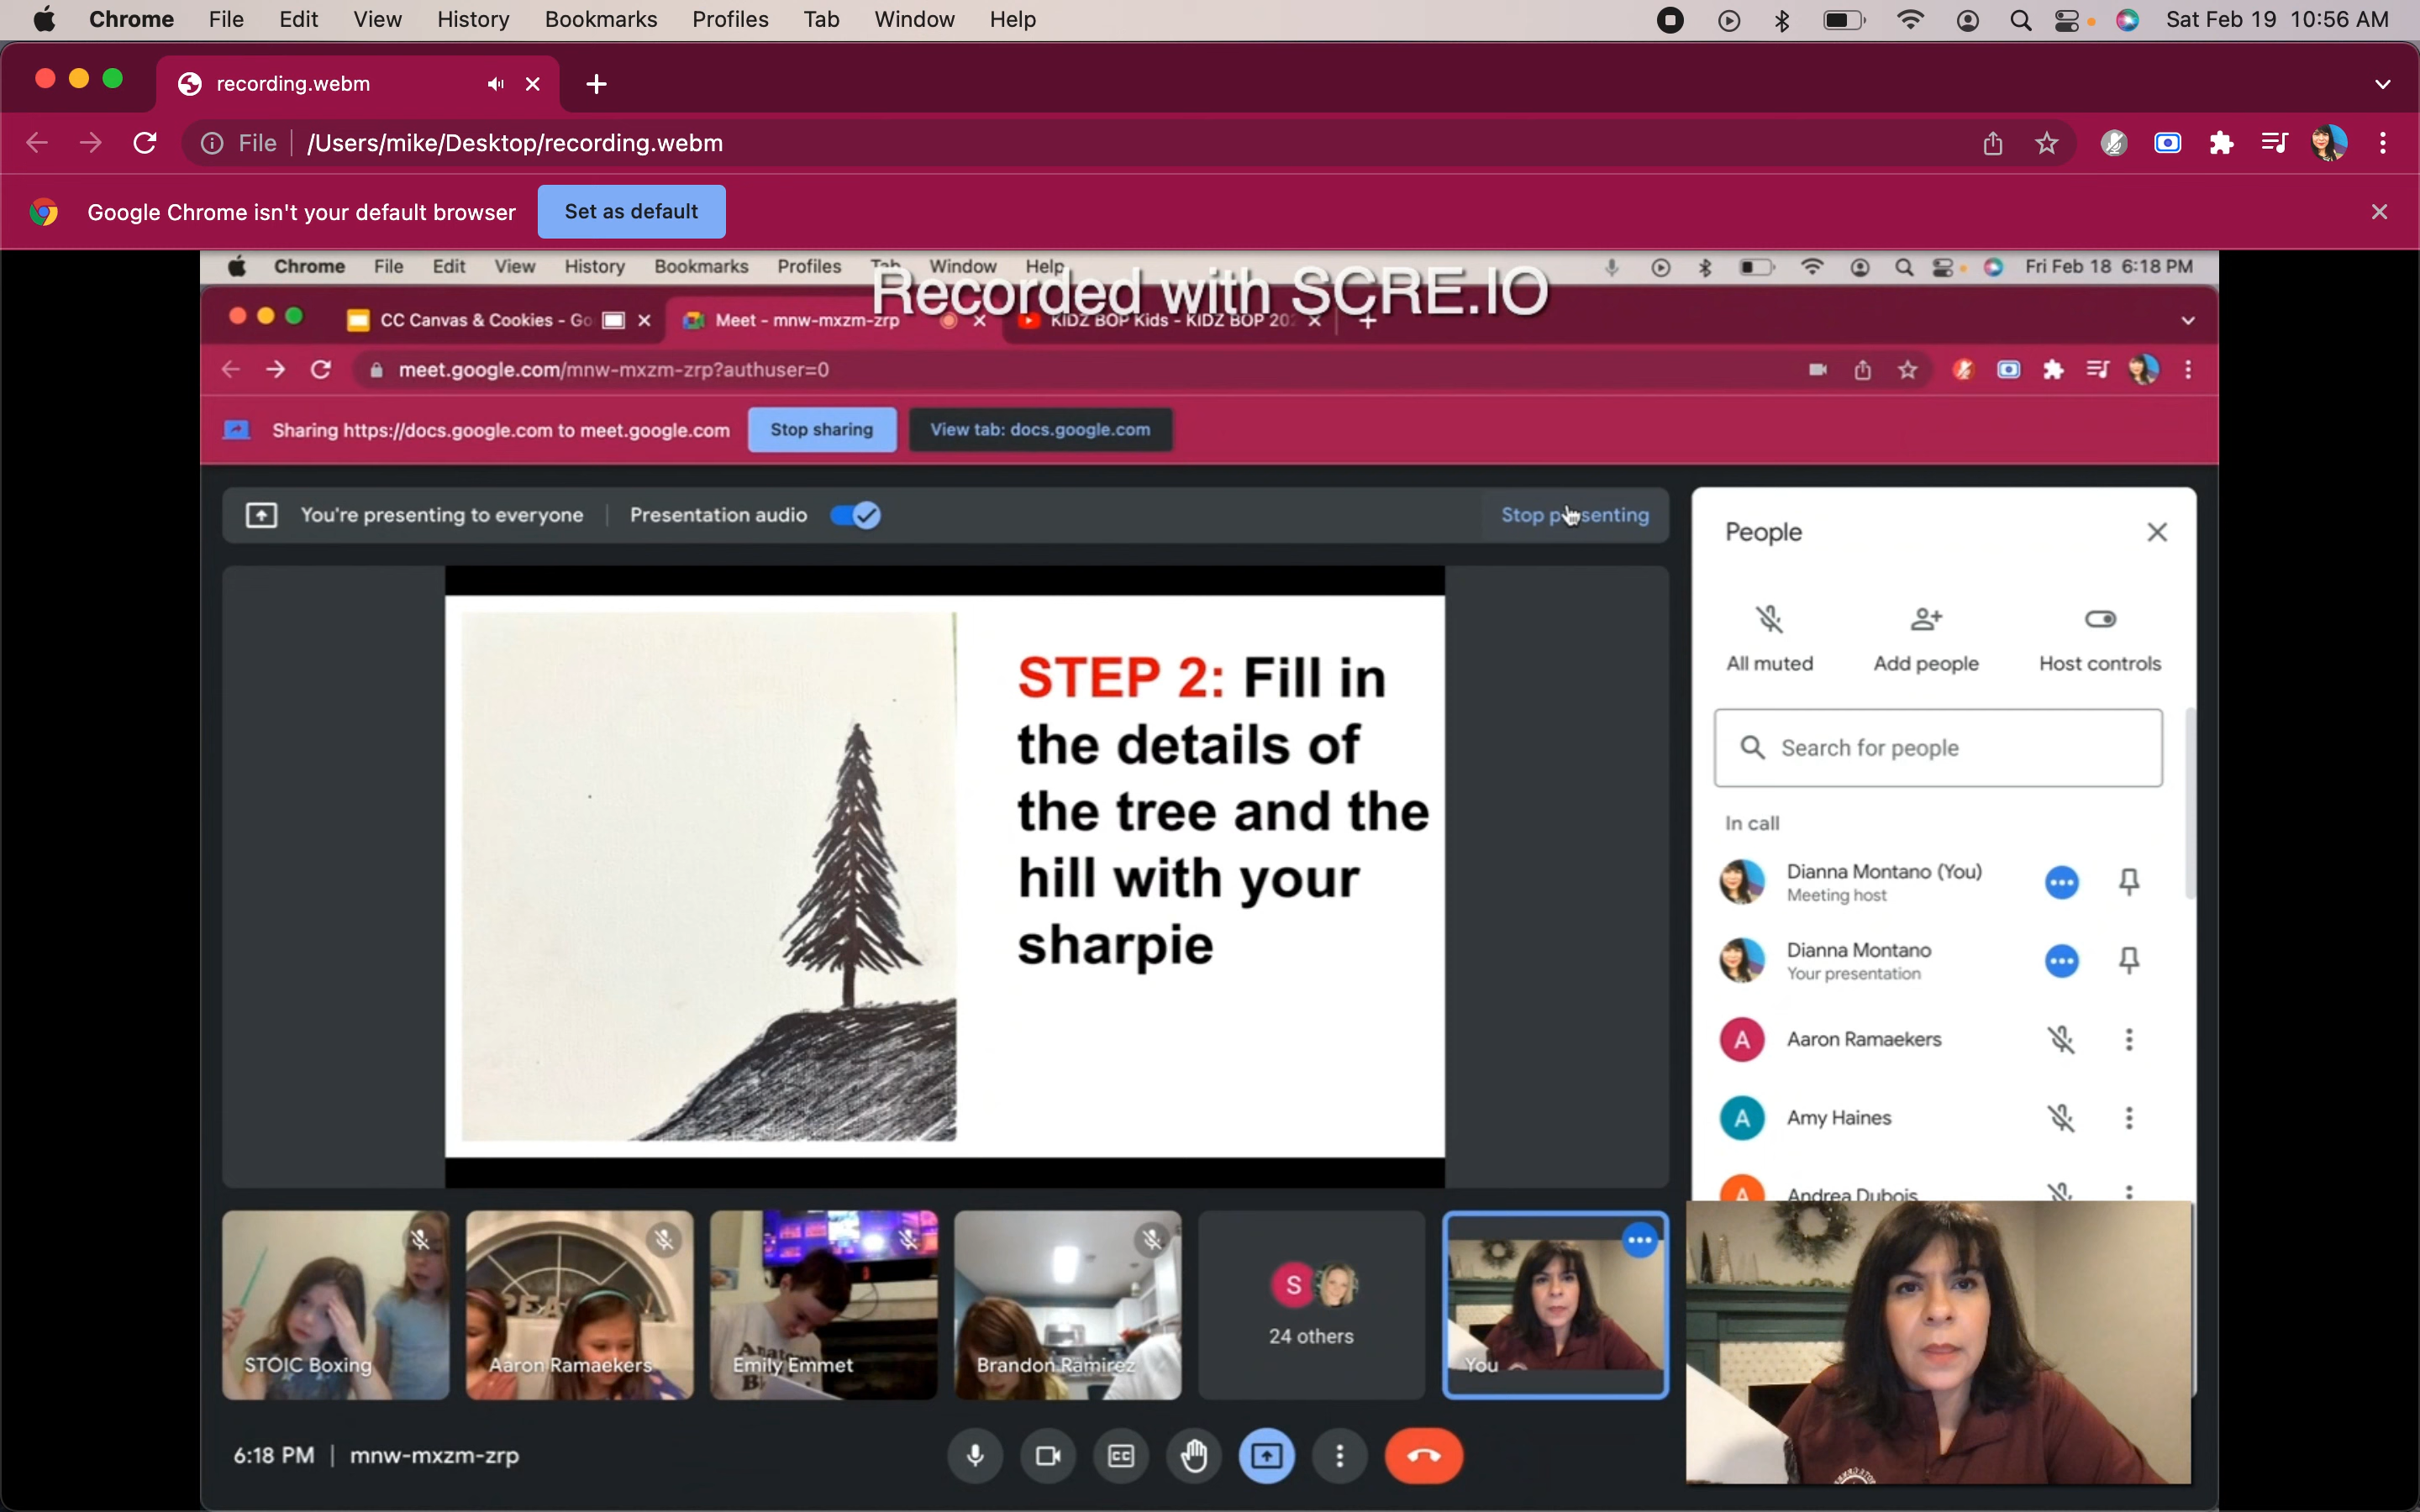 Chrome File Edit View History Bookmarks Profiles Tab Window Help Sat Feb 19 10:56 AM
recording.webm
File /Users/mike/Desktop/recording.webm
Google Chrome isn't your default browser Set as default
Chrome File Edit View History Bookmarks Profiles Tab Window Help Fri Feb 18 6:18 PM
Recorded with SCRE.IO
CC Canvas & Cookies - Go Meet - mnw-mxzm-zrp KIDZ BOP Kids - KIDZ BOP 202
meet.google.com/mnw-mxzm-zrp?authuser=0
Sharing https://docs.google.com to meet.google.com Stop sharing View tab: docs.google.com
You're presenting to everyone Presentation audio Stop presenting
STEP 2: Fill in
the details of
the tree and the
hill with your
sharpie
People
All muted Add people Host controls
Search for people
In call
Dianna Montano (You)
Meeting host
Dianna Montano
Your presentation
A Aaron Ramaekers
A Amy Haines
A Andrea Dubois
STOIC Boxing
Aaron Ramaekers
Emily Emmet
Brandon Ramirez
S
24 others
You
6:18 PM | mnw-mxzm-zrp
CC